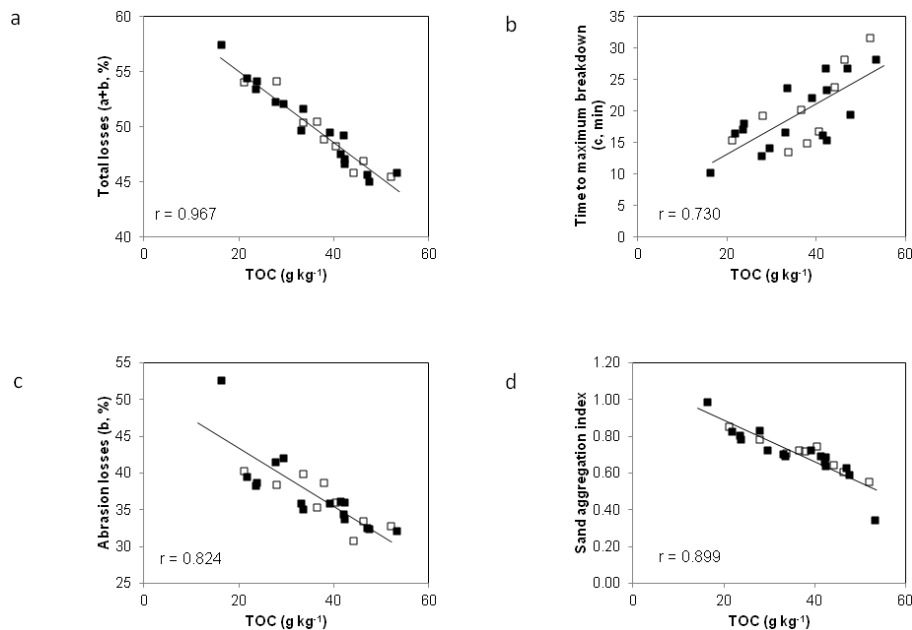 a
60
55
50
45
40
Total losses (a+b, %)
r = 0.967
0 20 40 60
TOC (g kg-1)
b
35
30
25
20
15
10
5
0
Time to maximum breakdown
(c, min)
r = 0.730
0 20 40 60
TOC (g kg-1)
c
55
50
45
40
35
30
25
Abrasion losses (b, %)
r = 0.824
0 20 40 60
TOC (g kg-1)
d
1.20
1.00
0.80
0.60
0.40
0.20
0.00
Sand aggregation index
r = 0.899
0 20 40 60
TOC (g kg-1)